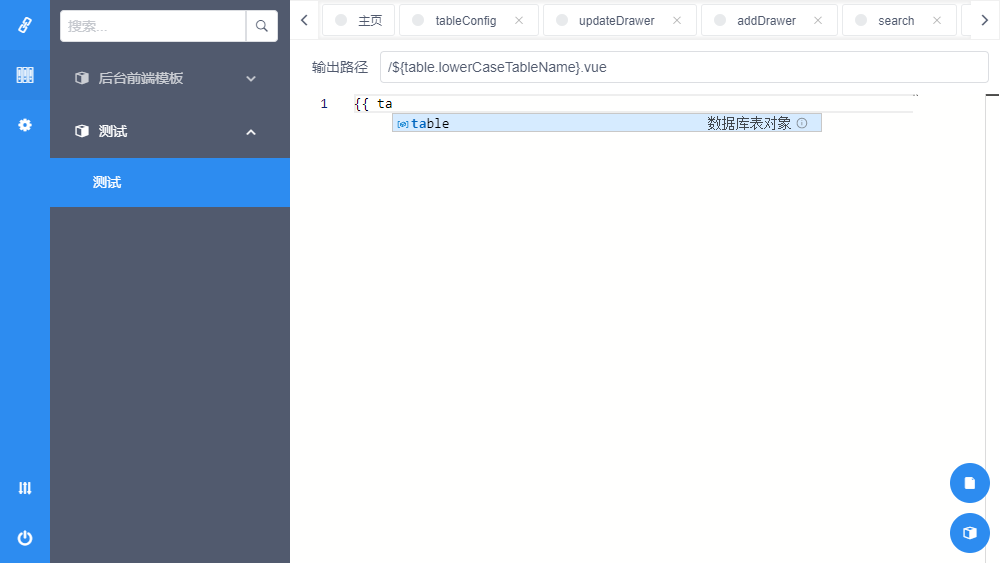 搜索...
后台前端模板
测试
测试
主页
tableConfig
updateDrawer
addDrawer
search
输出路径
/${table.lowerCaseTableName}.vue
1
{{ ta
table
数据库表对象